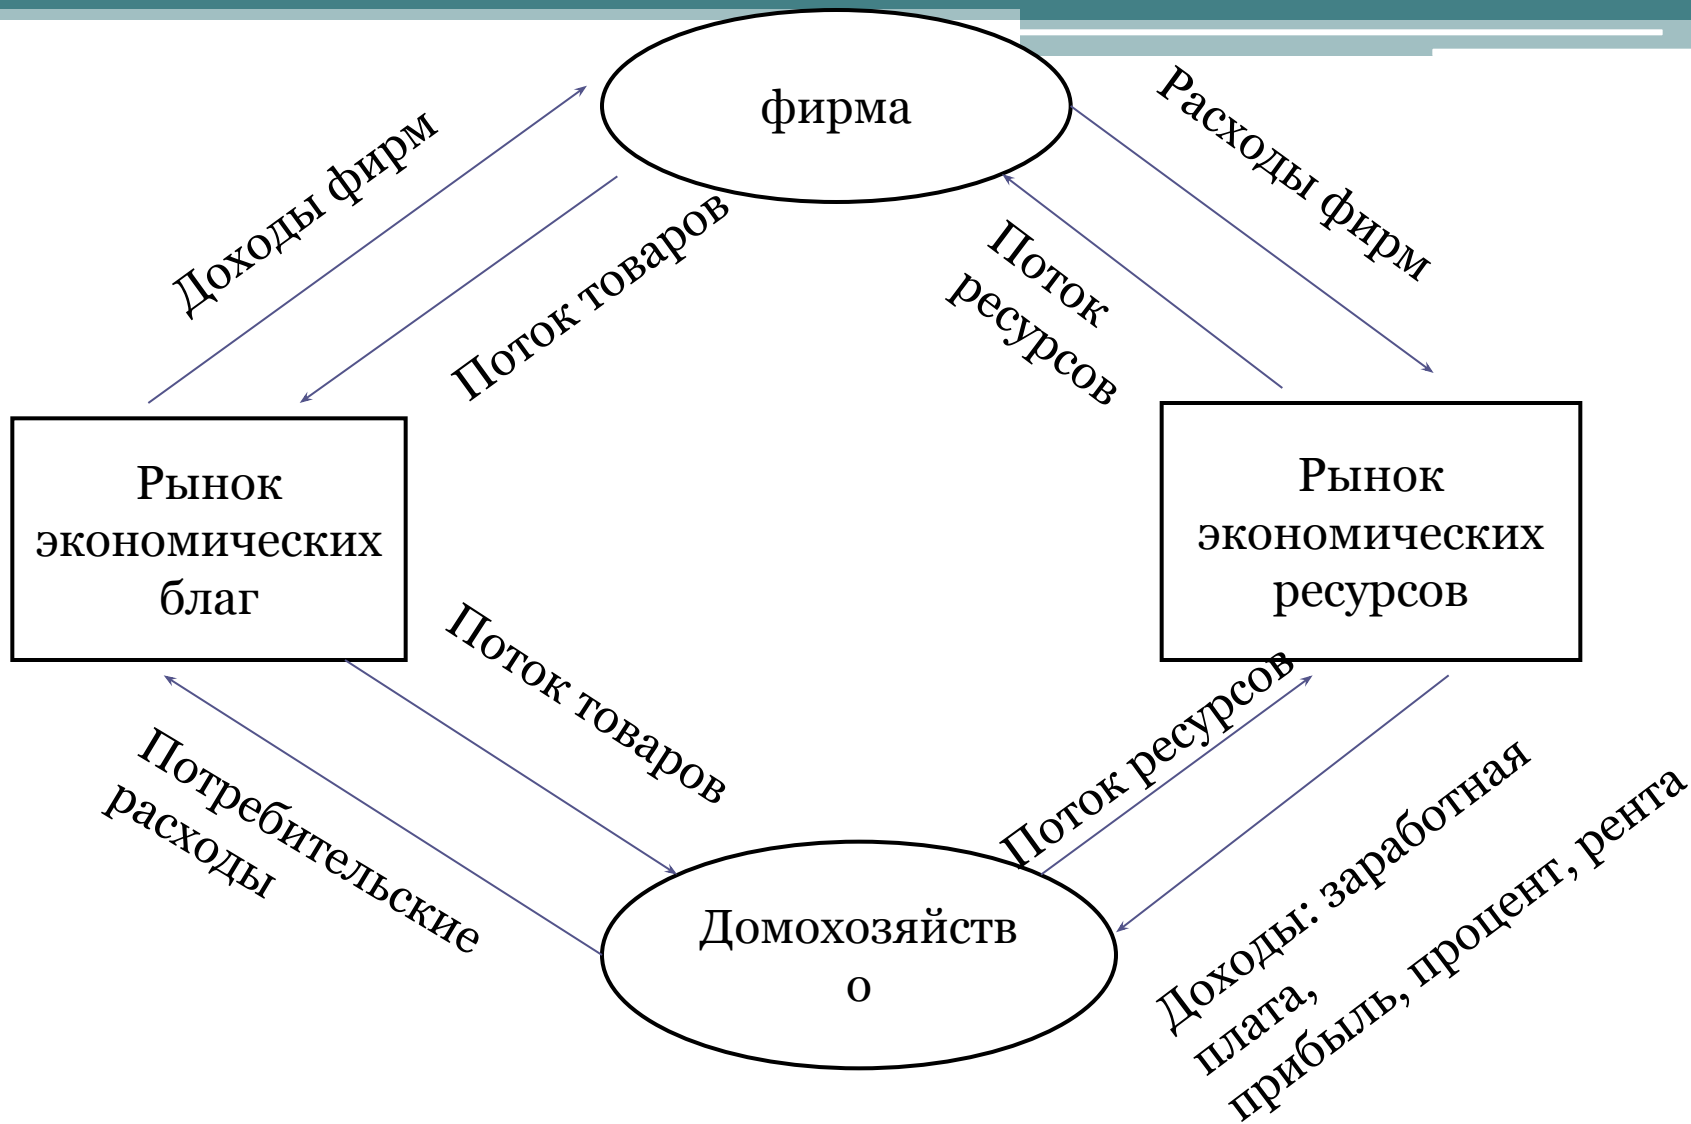 фирма
Доходы фирм
Расходы фирм
Поток товаров
Поток
ресурсов
Рынок
экономических
благ
Рынок
экономических
ресурсов
Поток товаров
Поток ресурсов
Потребительские
расходы
Домохозяйств
о
Доходы: заработная
плата,
прибыль, процент, рента